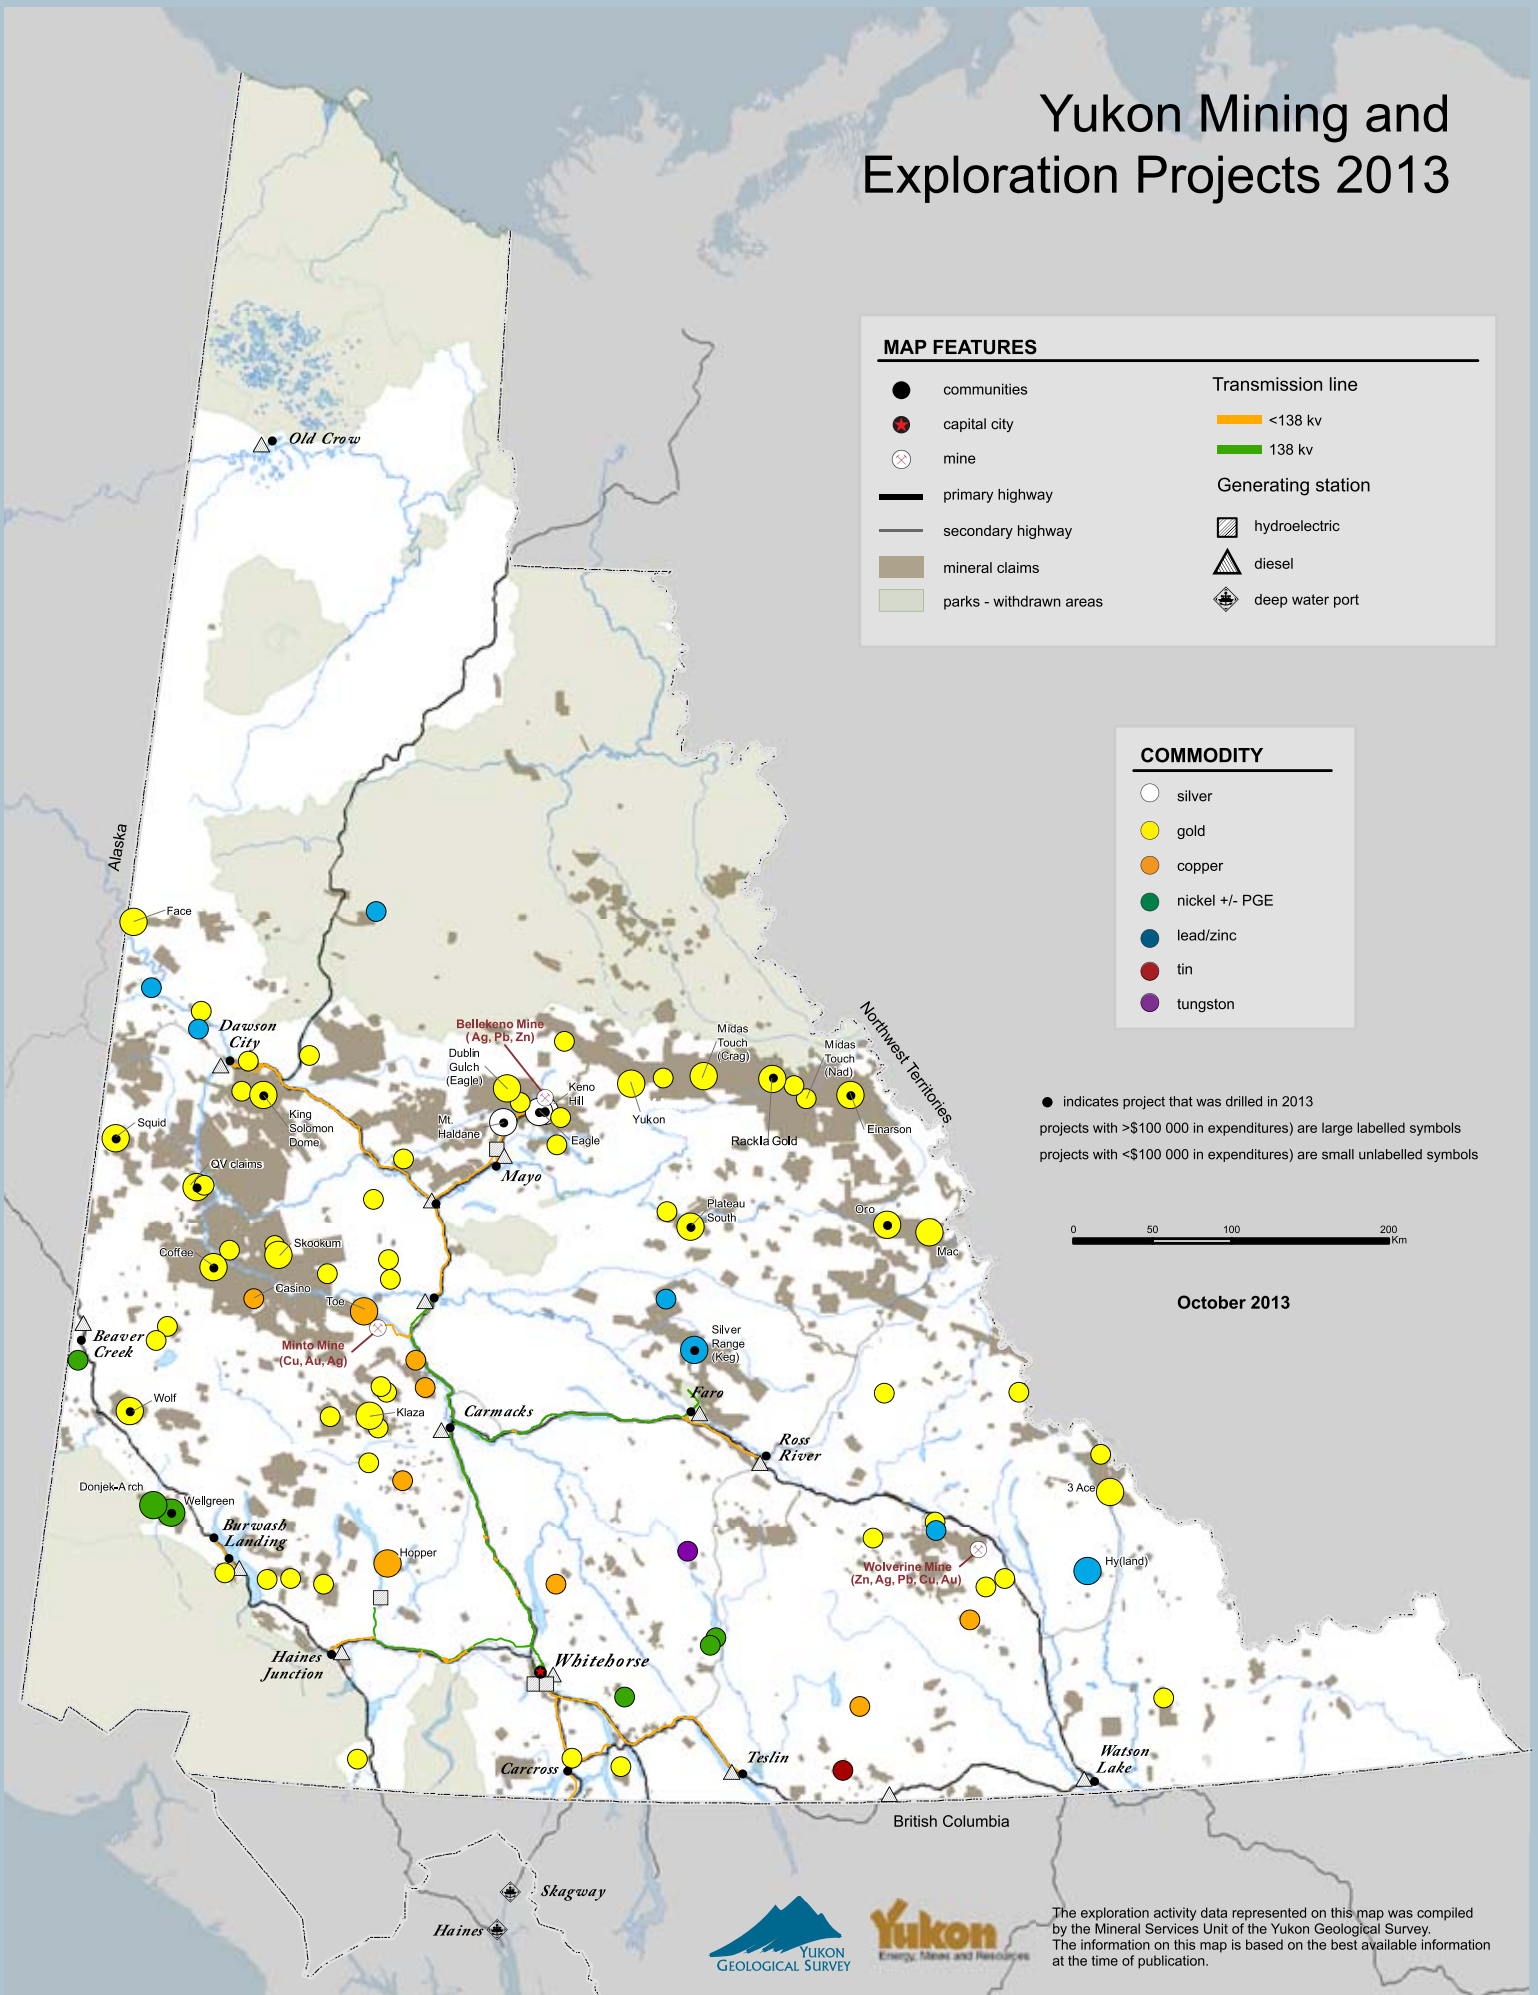 Yukon Mining and
Exploration Projects 2013
MAP FEATURES
communities
capital city
mine
primary highway
secondary highway
mineral claims
parks - withdrawn areas
Transmission line
<138 kv
138 kv
Generating station
hydroelectric
diesel
deep water port
COMMODITY
silver
gold
copper
nickel +/- PGE
lead/zinc
tin
tungston
indicates project that was drilled in 2013
projects with >$100 000 in expenditures) are large labelled symbols
projects with <$100 000 in expenditures) are small unlabelled symbols
0 50 100 200
Km
October 2013
Old Crow
Alaska
Face
Northwest Territories
Dawson
City
Bellekeno Mine
(Ag, Pb, Zn)
Dublin
Gulch
(Eagle)
Keno
Hill
Mt.
Haldane
Eagle
Mayo
Yukon
Midas
Touch
(Crag)
Midas
Touch
(Nad)
Rackla Gold
Einarson
King
Solomon
Dome
Squid
QV claims
Plateau
South
Oro
Mac
Coffee
Skookum
Casino
Toe
Minto Mine
(Cu, Au, Ag)
Silver
Range
(Keg)
Beaver
Creek
Wolf
Klaza
Carmacks
Faro
Ross
River
3 Ace
Donjek-Arch
Wellgreen
Burwash
Landing
Hopper
Wolverine Mine
(Zn, Ag, Pb, Cu, Au)
Hy(land)
Haines
Junction
Whitehorse
Carcross
Teslin
Watson
Lake
British Columbia
Skagway
Haines
YUKON
GEOLOGICAL SURVEY
Yukon
Energy, Mines and Resources
The exploration activity data represented on this map was compiled
by the Mineral Services Unit of the Yukon Geological Survey.
The information on this map is based on the best available information
at the time of publication.